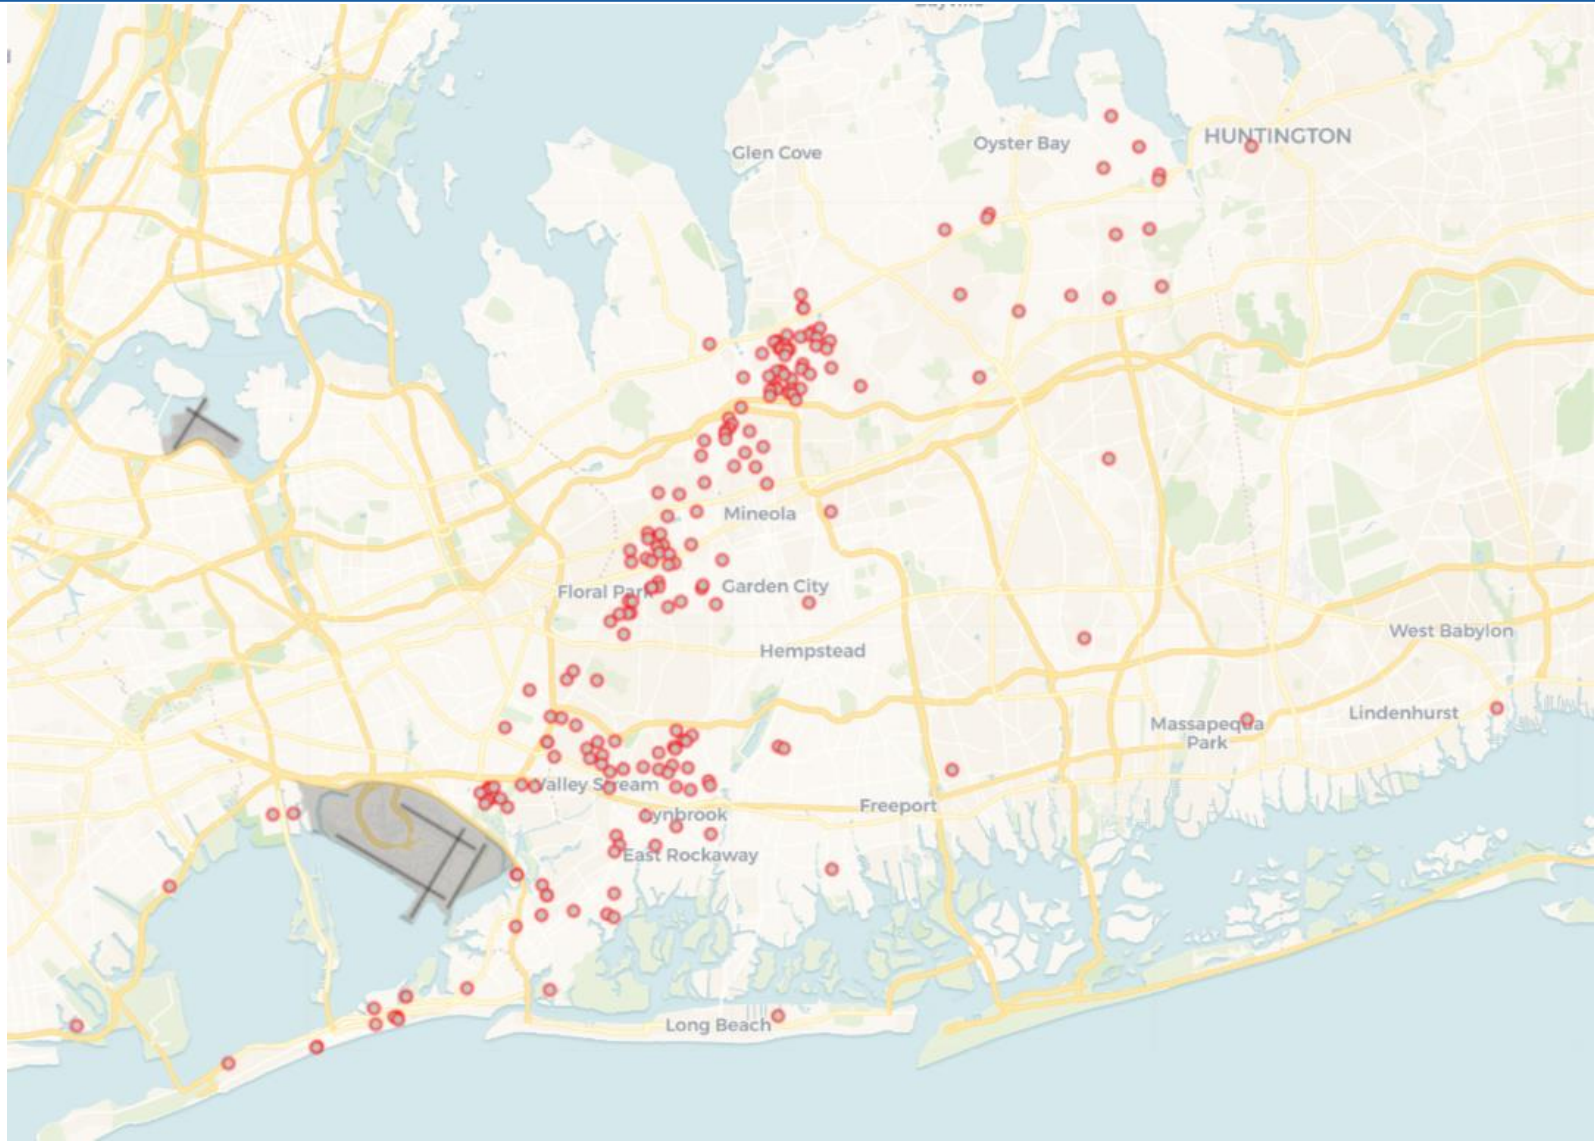 Bayville
Glen Cove
Oyster Bay
HUNTINGTON
Mineola
Floral Park
Garden City
Hempstead
West Babylon
Massapequa
Park
Lindenhurst
Valley Stream
Freeport
Lynbrook
East Rockaway
Long Beach